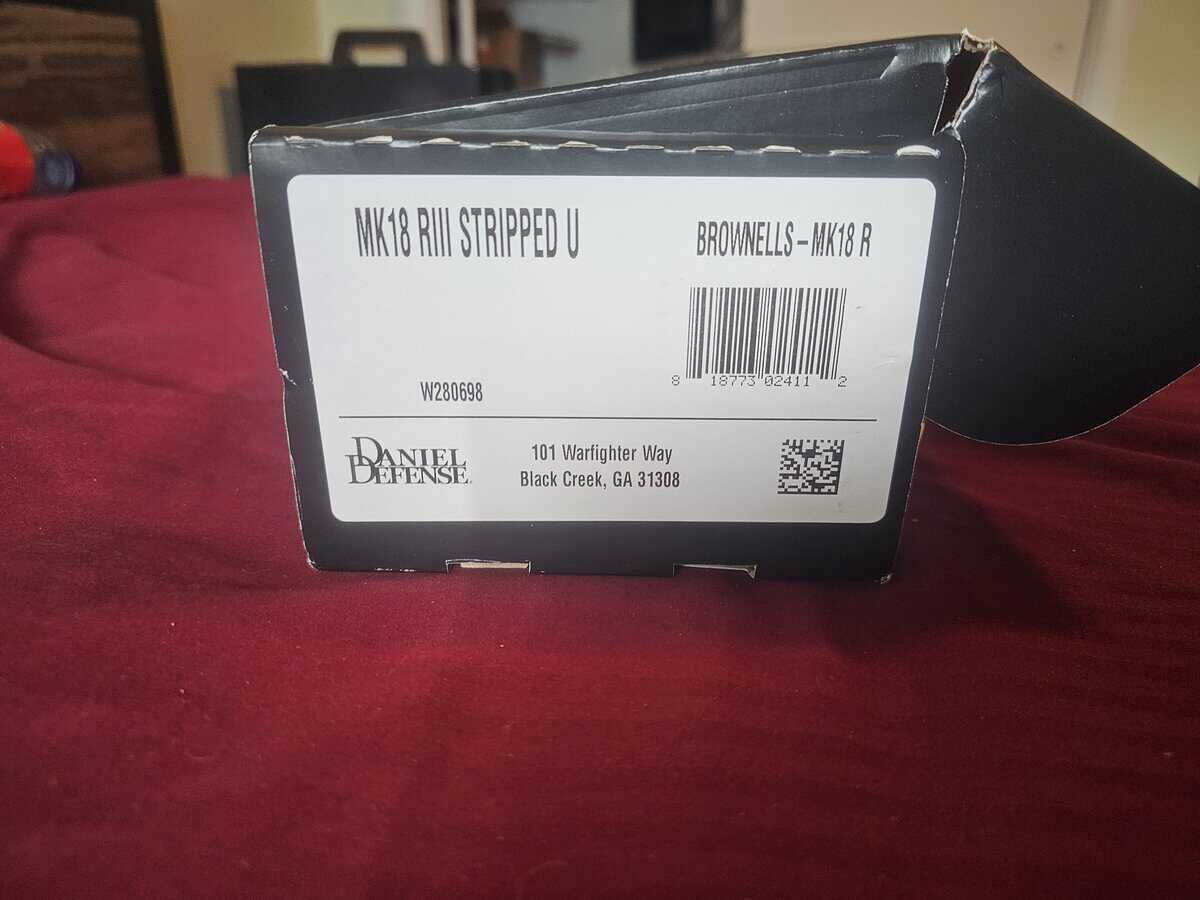 MK18 RIII STRIPPED U
BROWNELLS – MK18 R
8 18773 02411 2
W280698
DANIEL DEFENSE
101 Warfighter Way
Black Creek, GA 31308